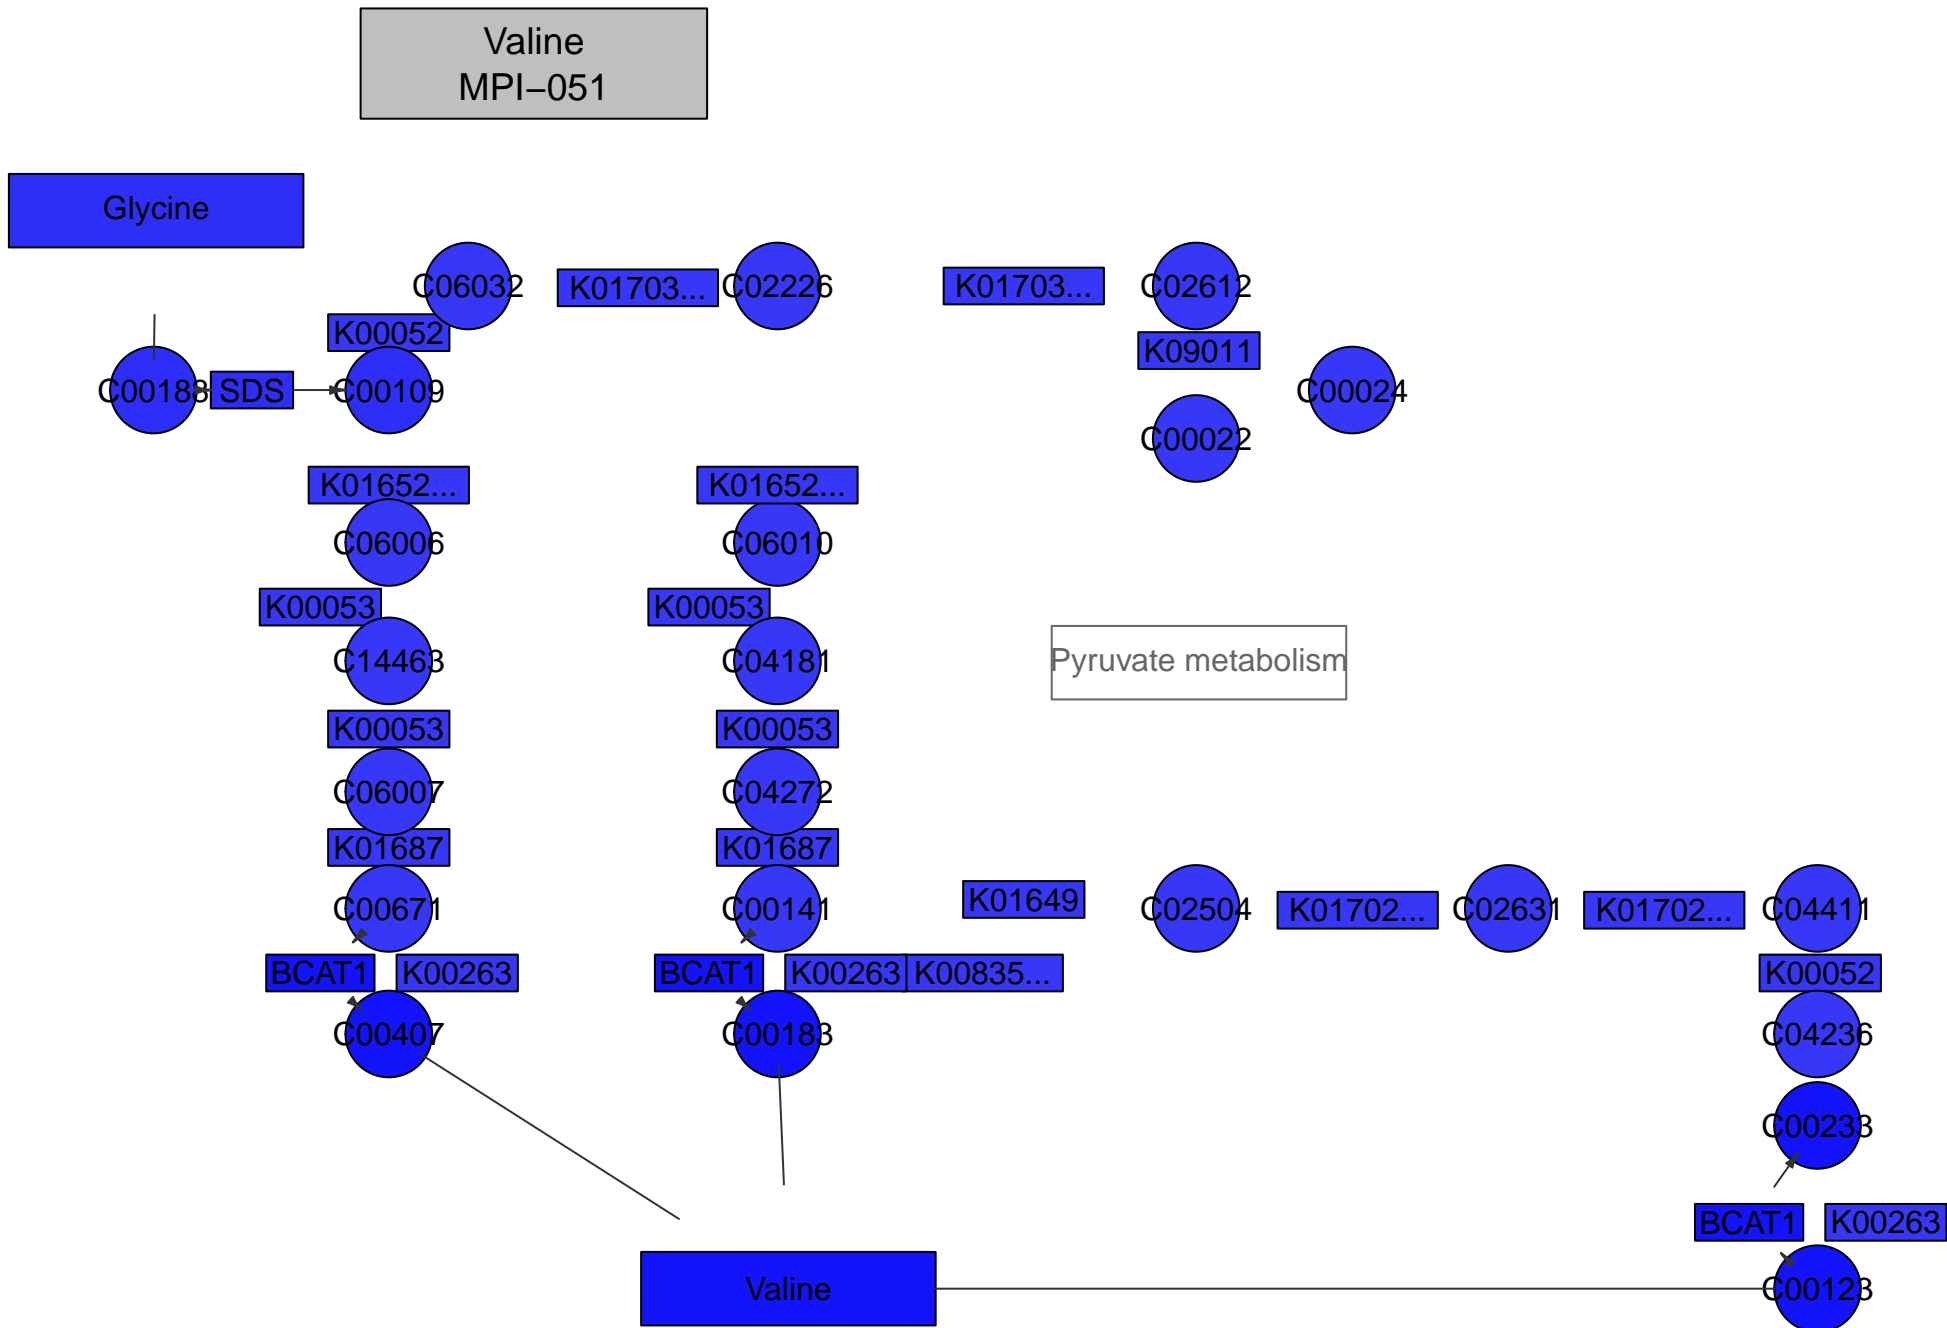 Valine
MPI−051
Glycine
C06032
K01703...
C02226
K01703...
C02612
K00052
K09011
C00188
SDS
C00109
C00024
C00022
K01652...
K01652...
C06006
C06010
K00053
K00053
C14463
C04181
Pyruvate metabolism
K00053
K00053
C06007
C04272
K01687
K01687
C00671
C00141
K01649
C02504
K01702...
C02631
K01702...
C04411
BCAT1
K00263
BCAT1
K00263
K00835...
K00052
C00407
C00183
C04236
C00233
BCAT1
K00263
Valine
C00123